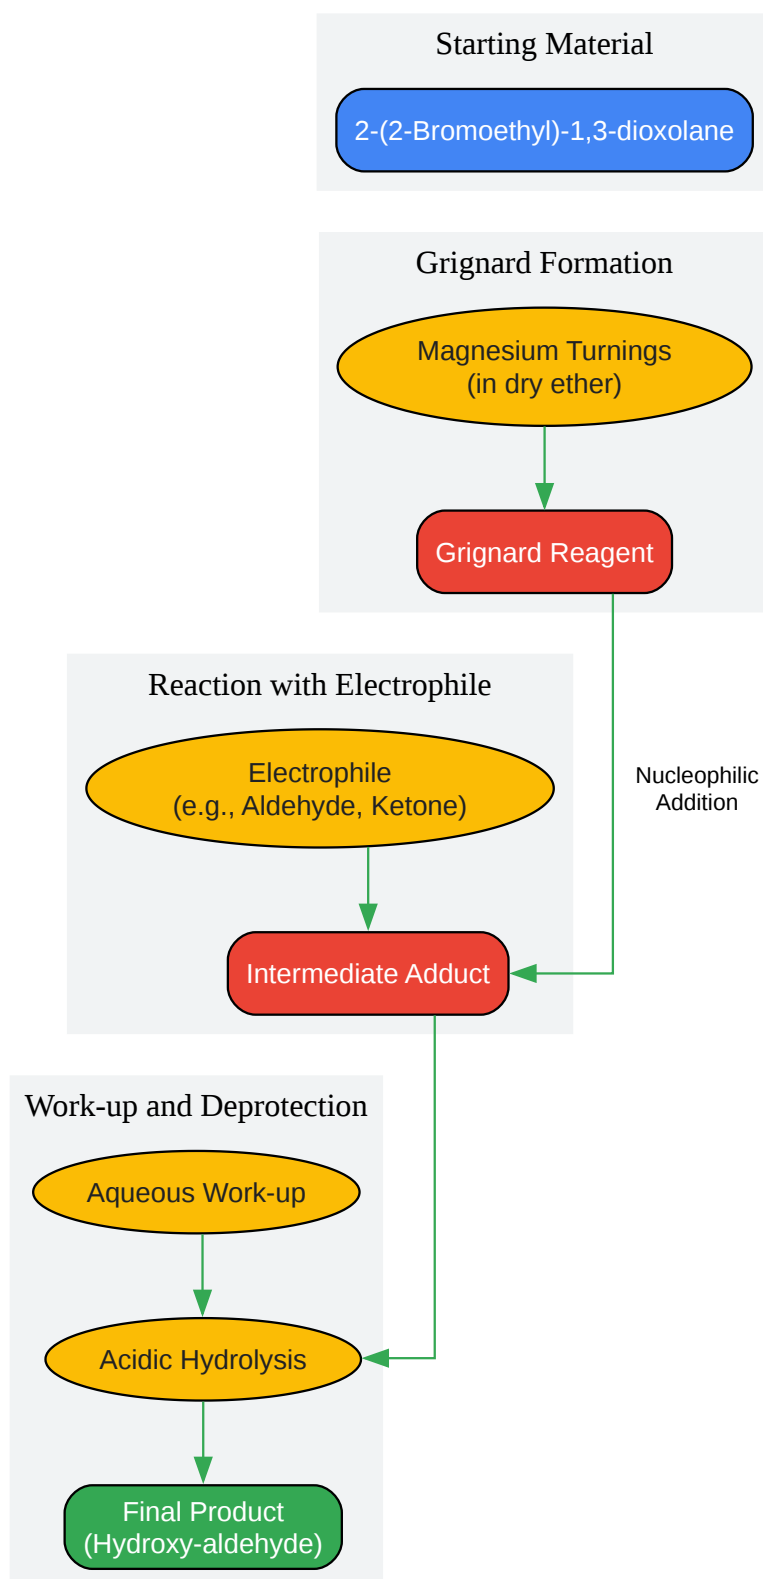 Starting Material
2-(2-Bromoethyl)-1,3-dioxolane
Grignard Formation
Magnesium Turnings
(in dry ether)
Grignard Reagent
Reaction with Electrophile
Electrophile
(e.g., Aldehyde, Ketone)
Nucleophilic
Addition
Intermediate Adduct
Work-up and Deprotection
Aqueous Work-up
Acidic Hydrolysis
Final Product
(Hydroxy-aldehyde)